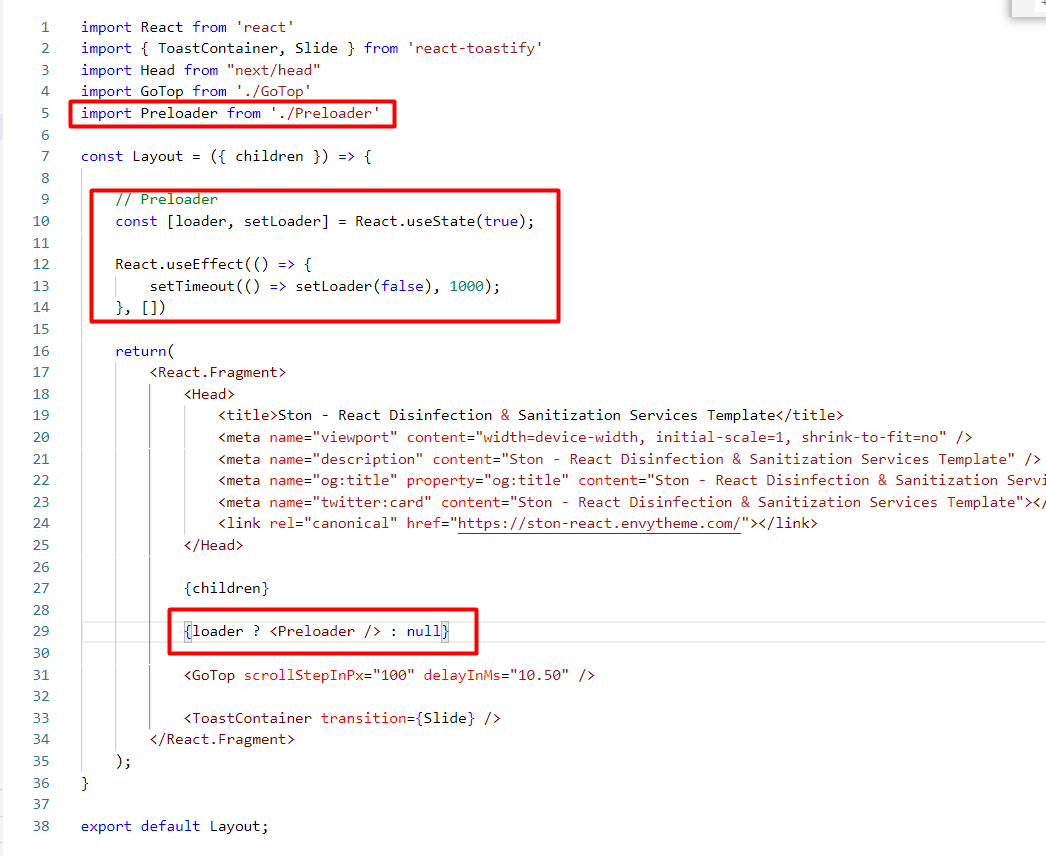 1 import React from 'react'
2 import { ToastContainer, Slide } from 'react-toastify'
3 import Head from "next/head"
4 import GoTop from './GoTop'
5 import Preloader from './Preloader'
6
7 const Layout = ({ children }) => {
8
9 // Preloader
10 const [loader, setLoader] = React.useState(true);
11
12 React.useEffect(() => {
13 setTimeout(() => setLoader(false), 1000);
14 }, [])
15
16 return(
17 <React.Fragment>
18 <Head>
19 <title>Ston - React Disinfection & Sanitization Services Template</title>
20 <meta name="viewport" content="width=device-width, initial-scale=1, shrink-to-fit=no" />
21 <meta name="description" content="Ston - React Disinfection & Sanitization Services Template" />
22 <meta name="og:title" property="og:title" content="Ston - React Disinfection & Sanitization Servi
23 <meta name="twitter:card" content="Ston - React Disinfection & Sanitization Services Template"></
24 <link rel="canonical" href="https://ston-react.envytheme.com/"></link>
25 </Head>
26
27 {children}
28
29 {loader ? <Preloader /> : null}
30
31 <GoTop scrollStepInPx="100" delayInMs="10.50" />
32
33 <ToastContainer transition={Slide} />
34 </React.Fragment>
35 );
36 }
37
38 export default Layout;